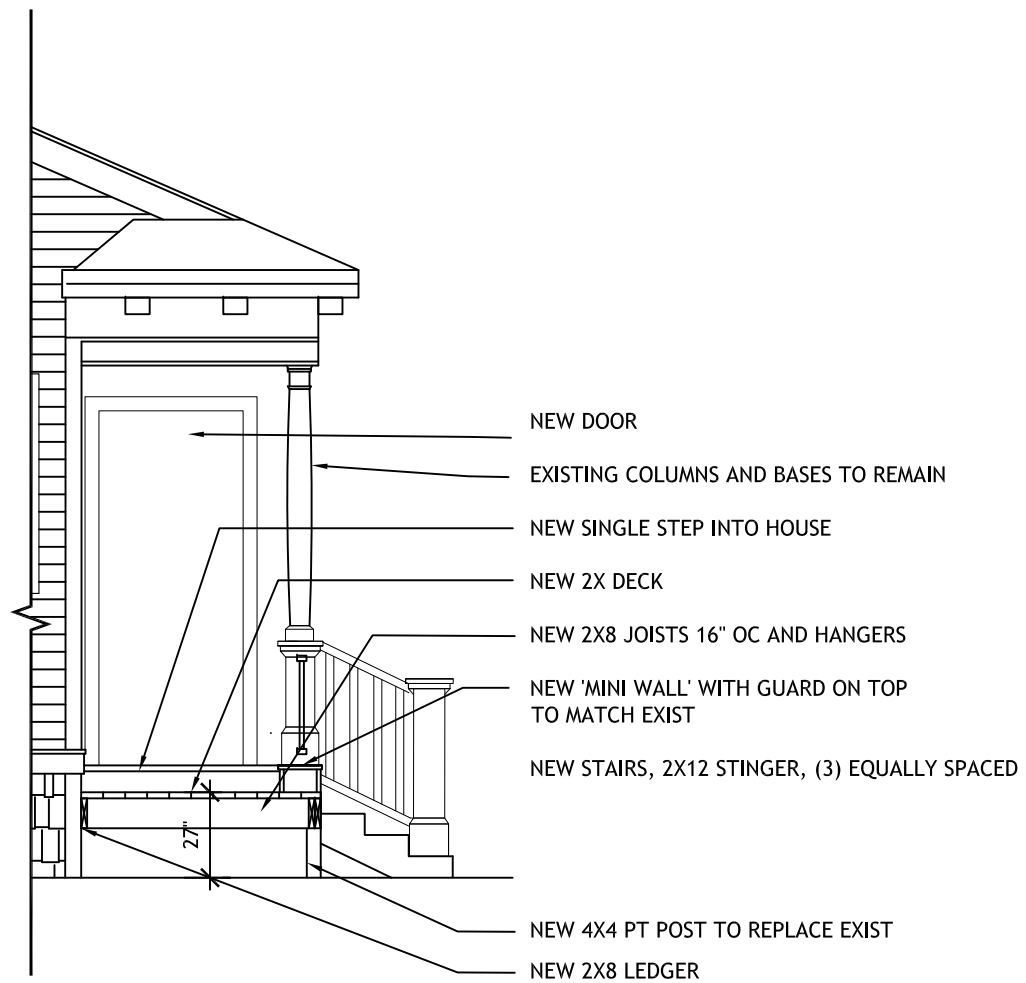 NEW DOOR
EXISTING COLUMNS AND BASES TO REMAIN
NEW SINGLE STEP INTO HOUSE
NEW 2X DECK
NEW 2X8 JOISTS 16" OC AND HANGERS
NEW 'MINI WALL' WITH GUARD ON TOP
TO MATCH EXIST
NEW STAIRS, 2X12 STINGER, (3) EQUALLY SPACED
27"
NEW 4X4 PT POST TO REPLACE EXIST
NEW 2X8 LEDGER